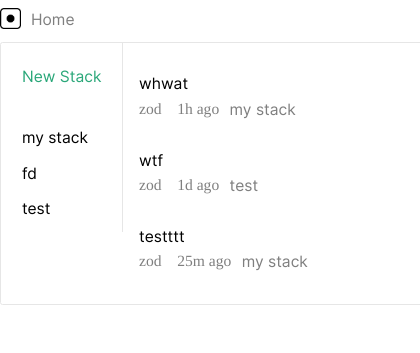 Home
New Stack
my stack
fd
test
whwat
zod 1h ago my stack
wtf
zod 1d ago test
testttt
zod 25m ago my stack